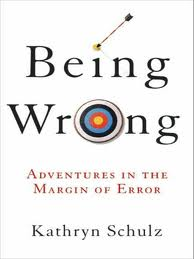 Being
Wrong
ADVENTURES IN THE
MARGIN OF ERROR
Kathryn Schulz